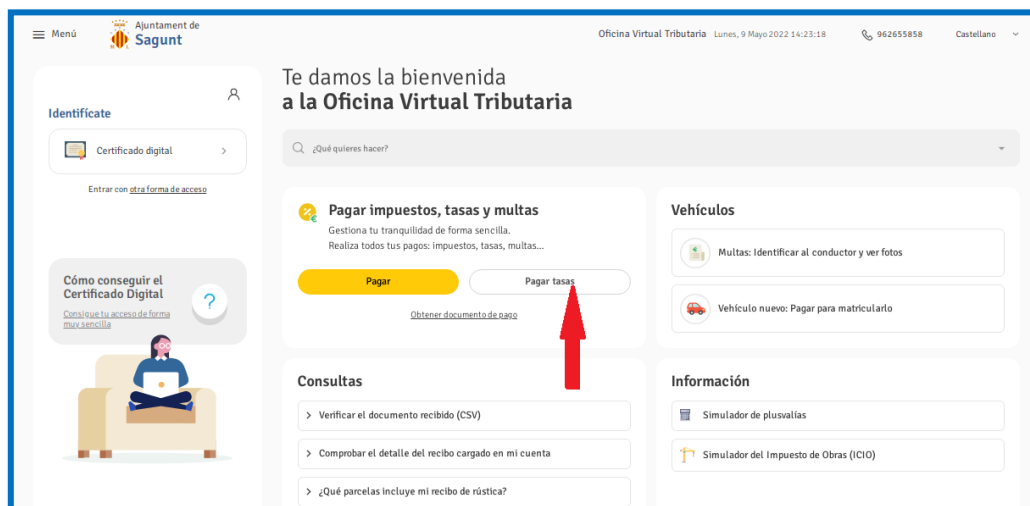 Menú
Ajuntament de
Sagunt
Oficina Virtual Tributaria Lunes, 9 Mayo 2022 14:23:18
962655858
Castellano
Identifícate
Certificado digital
Entrar con otra forma de acceso
Cómo conseguir el
Certificado Digital
Consigue tu acceso de forma
muy sencilla
?
Te damos la bienvenida
a la Oficina Virtual Tributaria
¿Qué quieres hacer?
Pagar impuestos, tasas y multas
Gestiona tu tranquilidad de forma sencilla.
Realiza todos tus pagos: impuestos, tasas, multas...
Pagar
Pagar tasas
Obtener documento de pago
Vehículos
Multas: Identificar al conductor y ver fotos
Vehículo nuevo: Pagar para matricularlo
Consultas
Verificar el documento recibido (CSV)
Comprobar el detalle del recibo cargado en mi cuenta
¿Qué parcelas incluye mi recibo de rústica?
Información
Simulador de plusvalías
Simulador del Impuesto de Obras (ICIO)